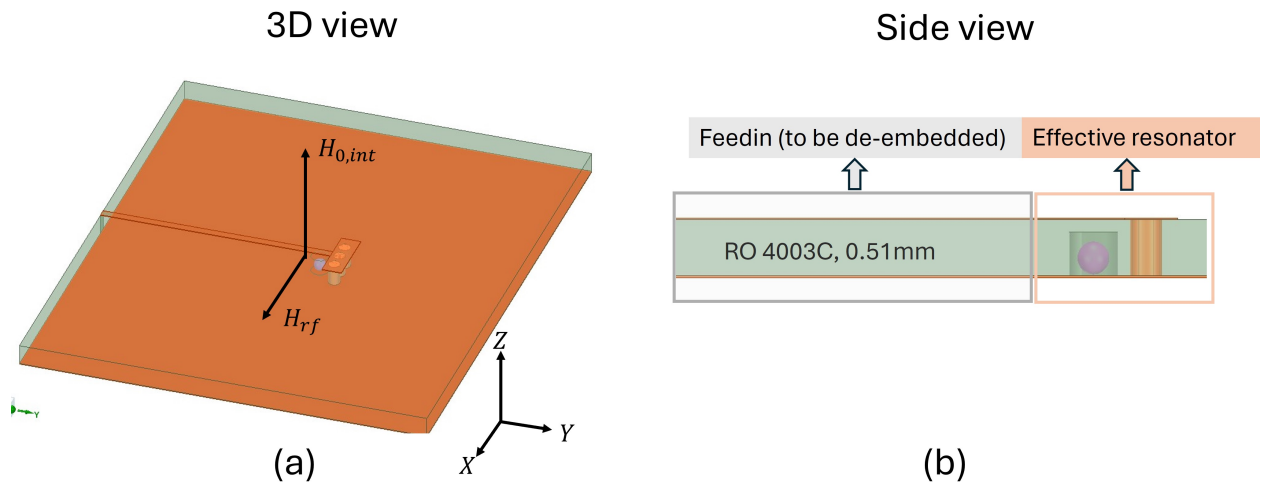 3D view
Side view
H₀,ᵢₙₜ
Hᵣf
Z
Y
X
Y
(a)
Feedin (to be de-embedded)
Effective resonator
RO 4003C, 0.51mm
(b)